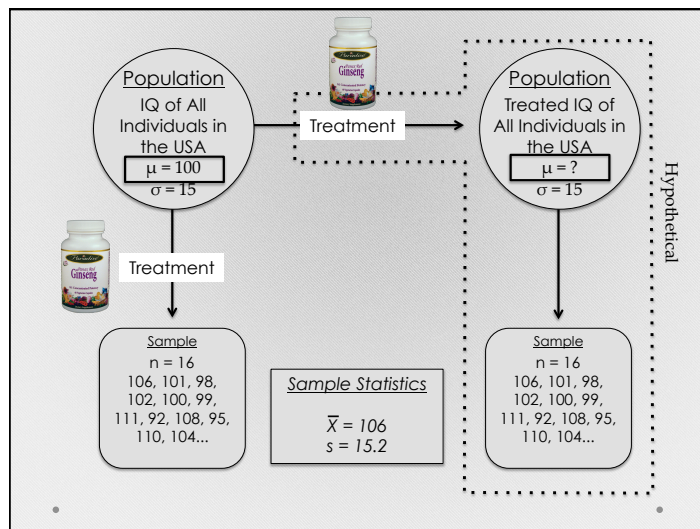 Population
IQ of All
Individuals in
the USA
μ = 100
σ = 15
Ginseng
Treatment
Population
Treated IQ of
All Individuals in
the USA
μ = ?
σ = 15
Hypothetical
Ginseng
Treatment
Sample
n = 16
106, 101, 98,
102, 100, 99,
111, 92, 108, 95,
110, 104...
Sample Statistics
X̅ = 106
s = 15.2
Sample
n = 16
106, 101, 98,
102, 100, 99,
111, 92, 108, 95,
110, 104...